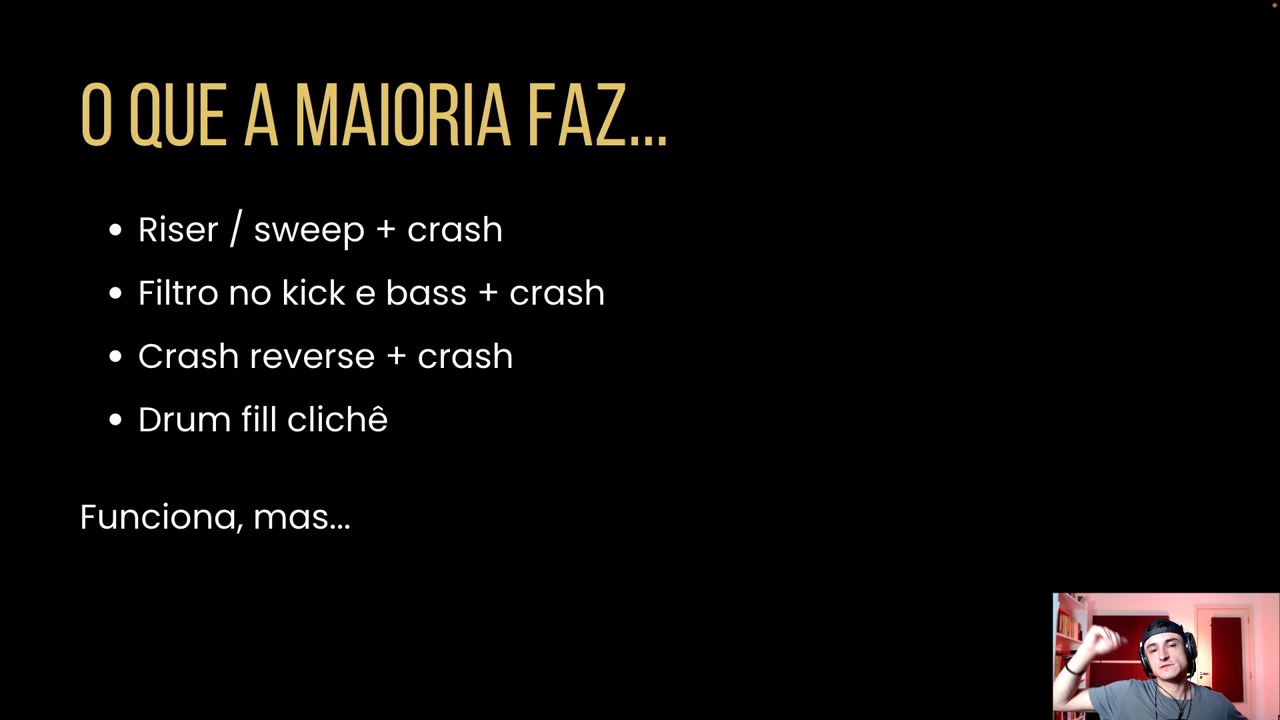 O QUE A MAIORIA FAZ...
• Riser / sweep + crash
• Filtro no kick e bass + crash
• Crash reverse + crash
• Drum fill clichê
Funciona, mas...